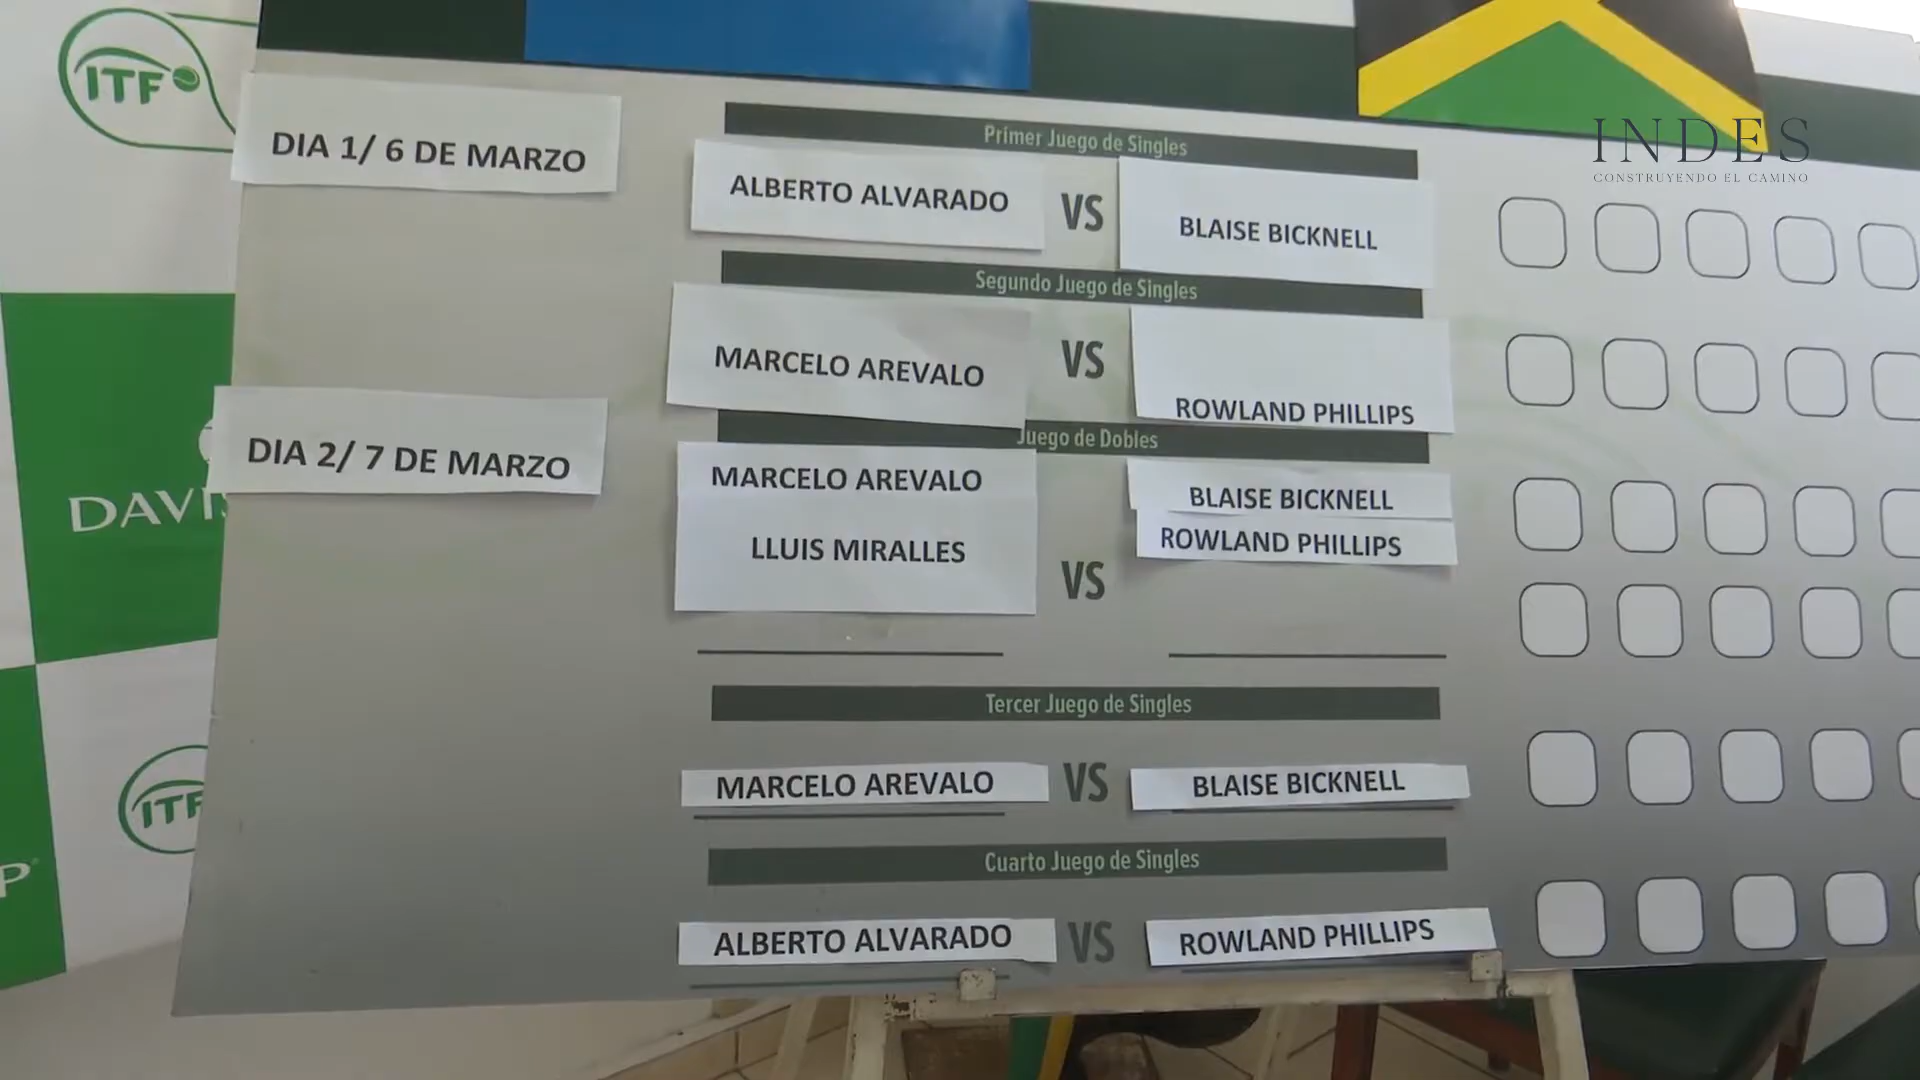 ITF
INDES
CONSTRUYENDO EL CAMINO
DIA 1/ 6 DE MARZO
Primer Juego de Singles
ALBERTO ALVARADO VS BLAISE BICKNELL
Segundo Juego de Singles
MARCELO AREVALO VS ROWLAND PHILLIPS
DIA 2/ 7 DE MARZO
Juego de Dobles
MARCELO AREVALO
LLUIS MIRALLES
VS
BLAISE BICKNELL
ROWLAND PHILLIPS
DAVIS
Tercer Juego de Singles
MARCELO AREVALO VS BLAISE BICKNELL
ITF
Cuarto Juego de Singles
ALBERTO ALVARADO VS ROWLAND PHILLIPS
P